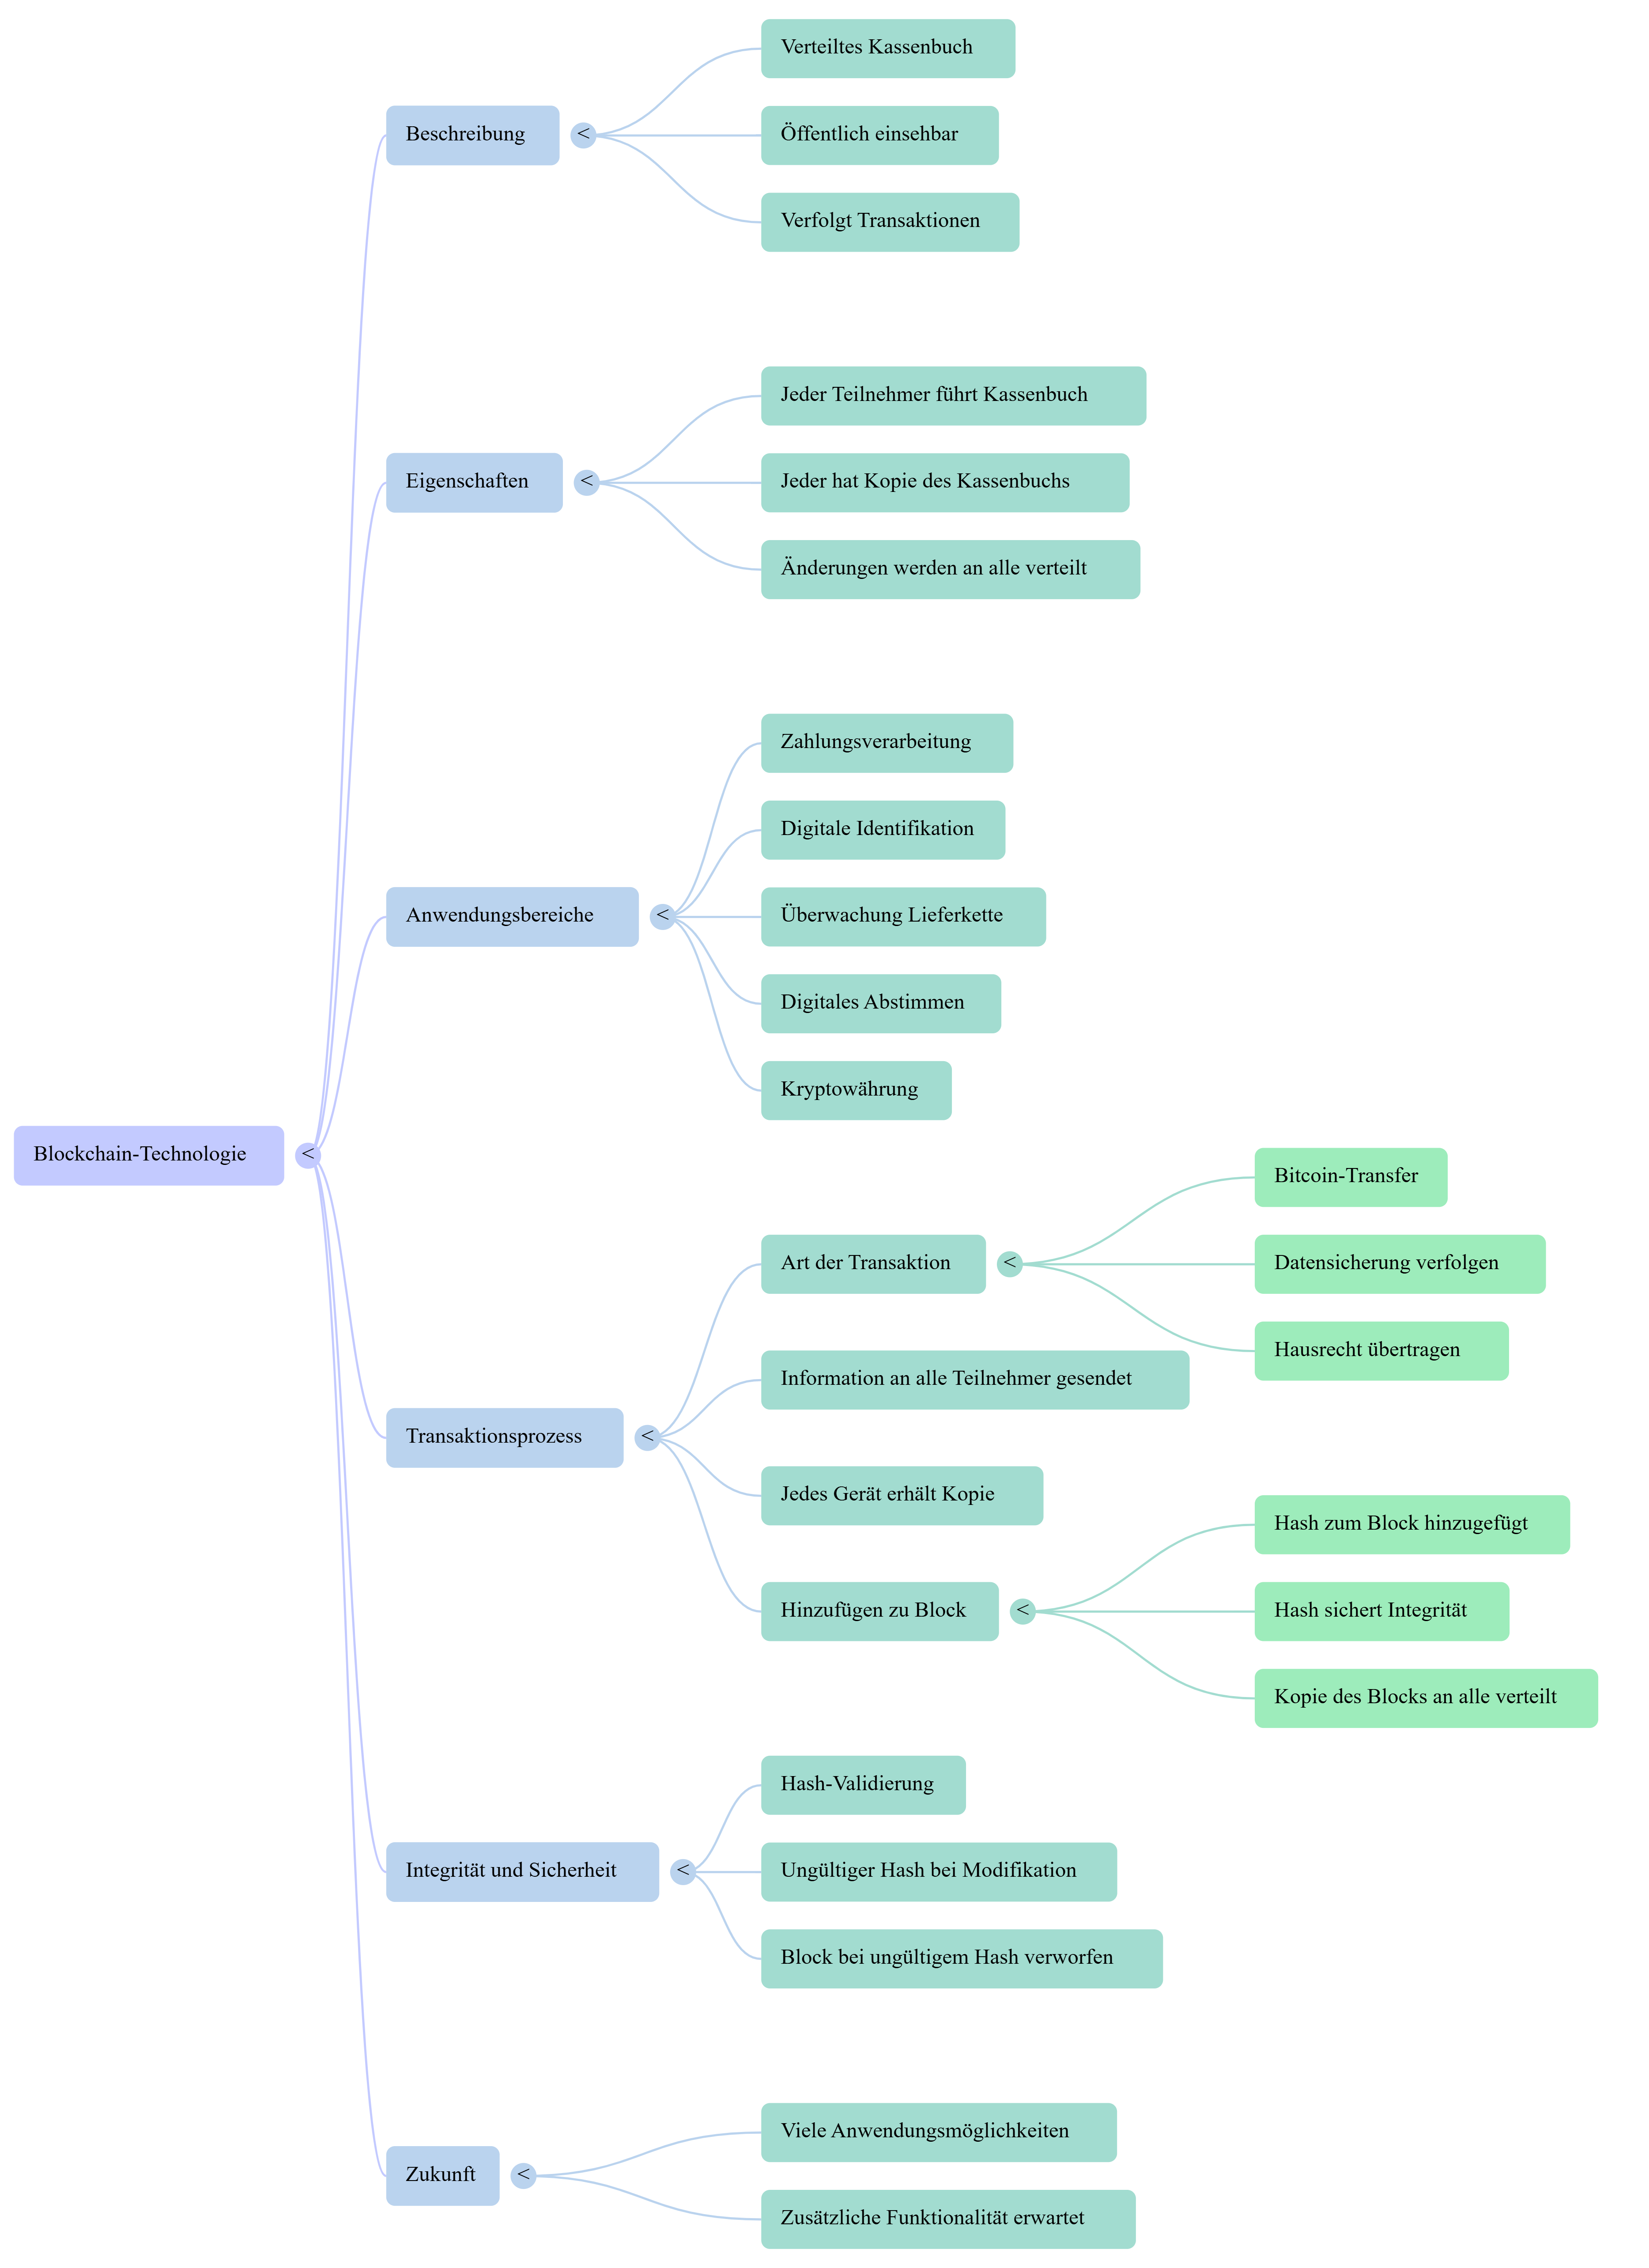 Blockchain-Technologie
<
Beschreibung
<
Verteiltes Kassenbuch
Öffentlich einsehbar
Verfolgt Transaktionen
Eigenschaften
<
Jeder Teilnehmer führt Kassenbuch
Jeder hat Kopie des Kassenbuchs
Änderungen werden an alle verteilt
Anwendungsbereiche
<
Zahlungsverarbeitung
Digitale Identifikation
Überwachung Lieferkette
Digitales Abstimmen
Kryptowährung
Transaktionsprozess
<
Art der Transaktion
<
Bitcoin-Transfer
Datensicherung verfolgen
Hausrecht übertragen
Information an alle Teilnehmer gesendet
Jedes Gerät erhält Kopie
Hinzufügen zu Block
<
Hash zum Block hinzugefügt
Hash sichert Integrität
Kopie des Blocks an alle verteilt
Integrität und Sicherheit
<
Hash-Validierung
Ungültiger Hash bei Modifikation
Block bei ungültigem Hash verworfen
Zukunft
<
Viele Anwendungsmöglichkeiten
Zusätzliche Funktionalität erwartet